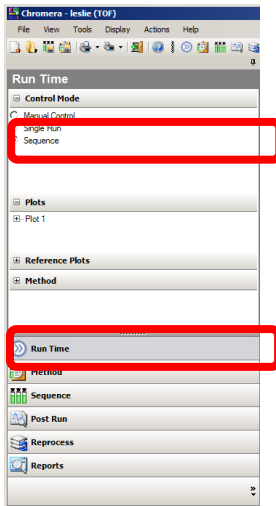 Chromera - leslie (TOF)
File View Tools Display Actions Help
Run Time
Control Mode
Manual Control
Single Run
Sequence
Plots
Plot 1
Reference Plots
Method
Run Time
Method
Sequence
Post Run
Reprocess
Reports